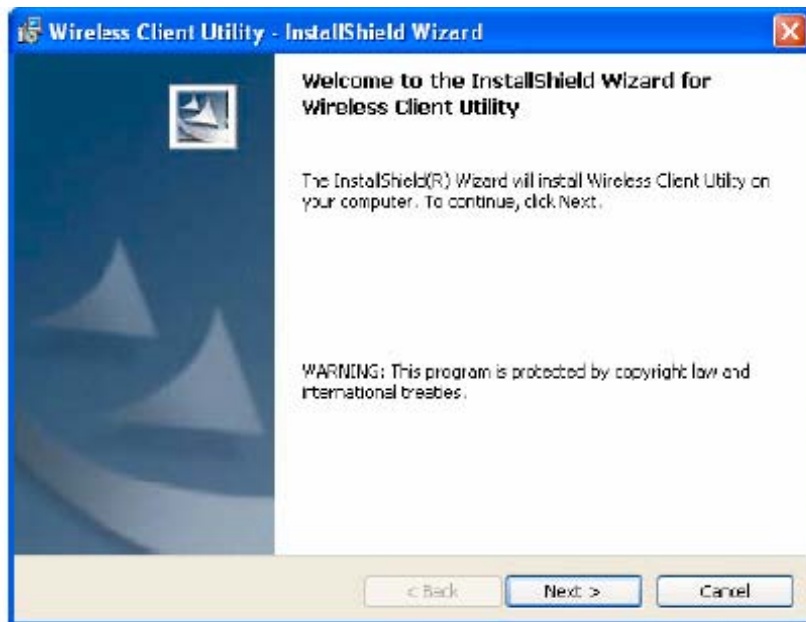 Wireless Client Utility - InstallShield Wizard
Welcome to the InstallShield Wizard for
Wireless Client Utility
The InstallShield(R) Wizard will install Wireless Client Utility on
your computer. To continue, click Next.
WARNING: This program is protected by copyright law and
international treaties.
< Back
Next >
Cancel